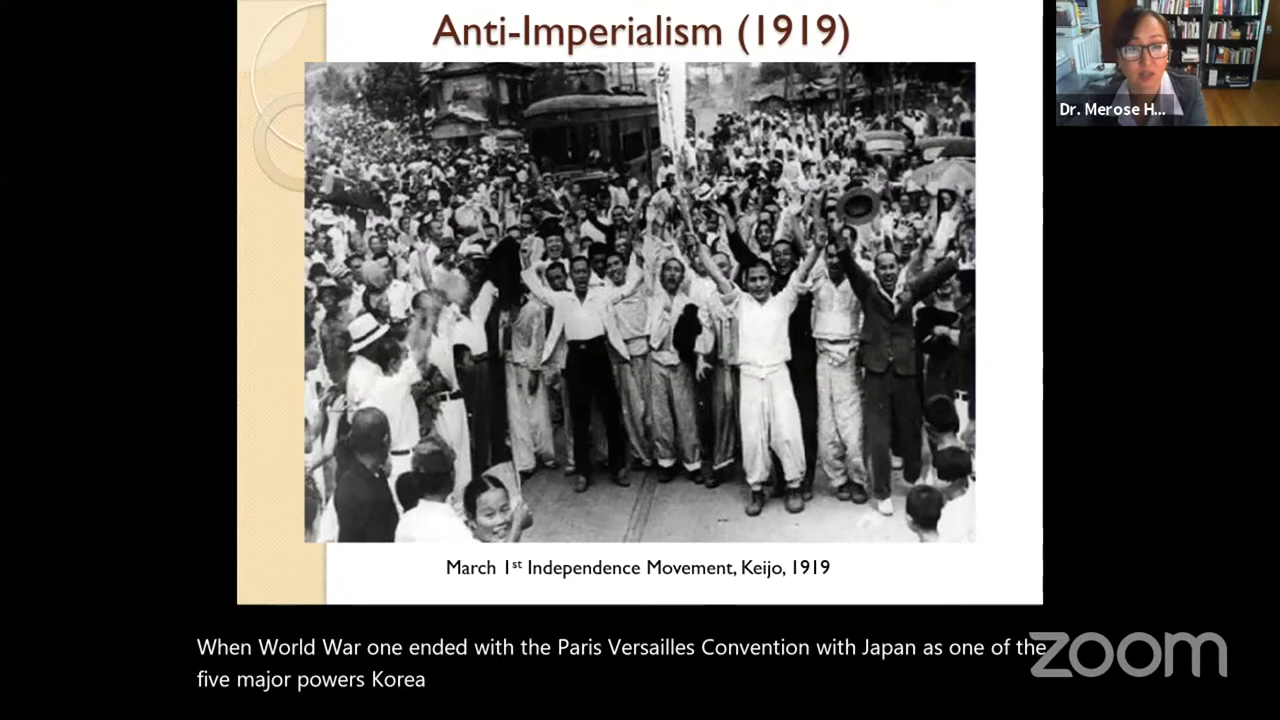 Anti-Imperialism (1919)
Dr. Merose H...
March 1st Independence Movement, Keijo, 1919
When World War one ended with the Paris Versailles Convention with Japan as one of the
five major powers Korea
zoom